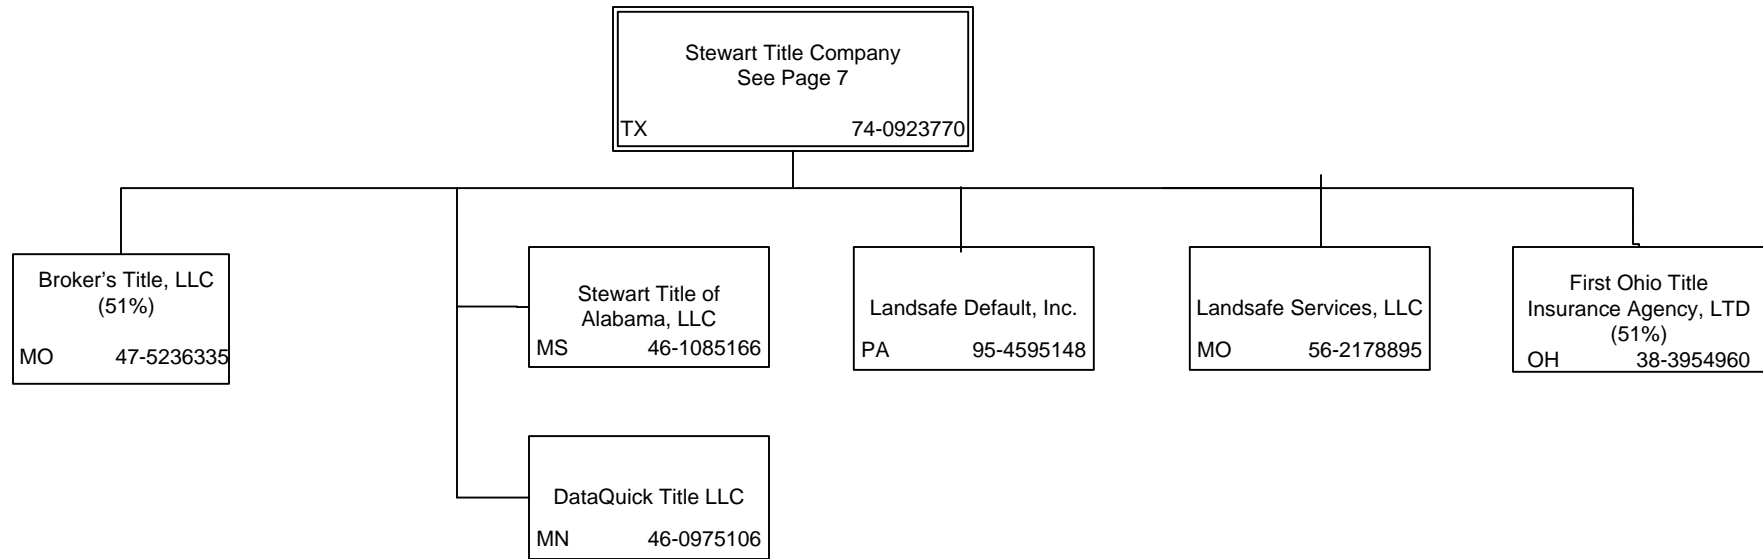 Stewart Title Company
See Page 7
TX 74-0923770
Broker's Title, LLC
(51%)
MO 47-5236335
Stewart Title of
Alabama, LLC
MS 46-1085166
Landsafe Default, Inc.
PA 95-4595148
Landsafe Services, LLC
MO 56-2178895
First Ohio Title
Insurance Agency, LTD
(51%)
OH 38-3954960
DataQuick Title LLC
MN 46-0975106